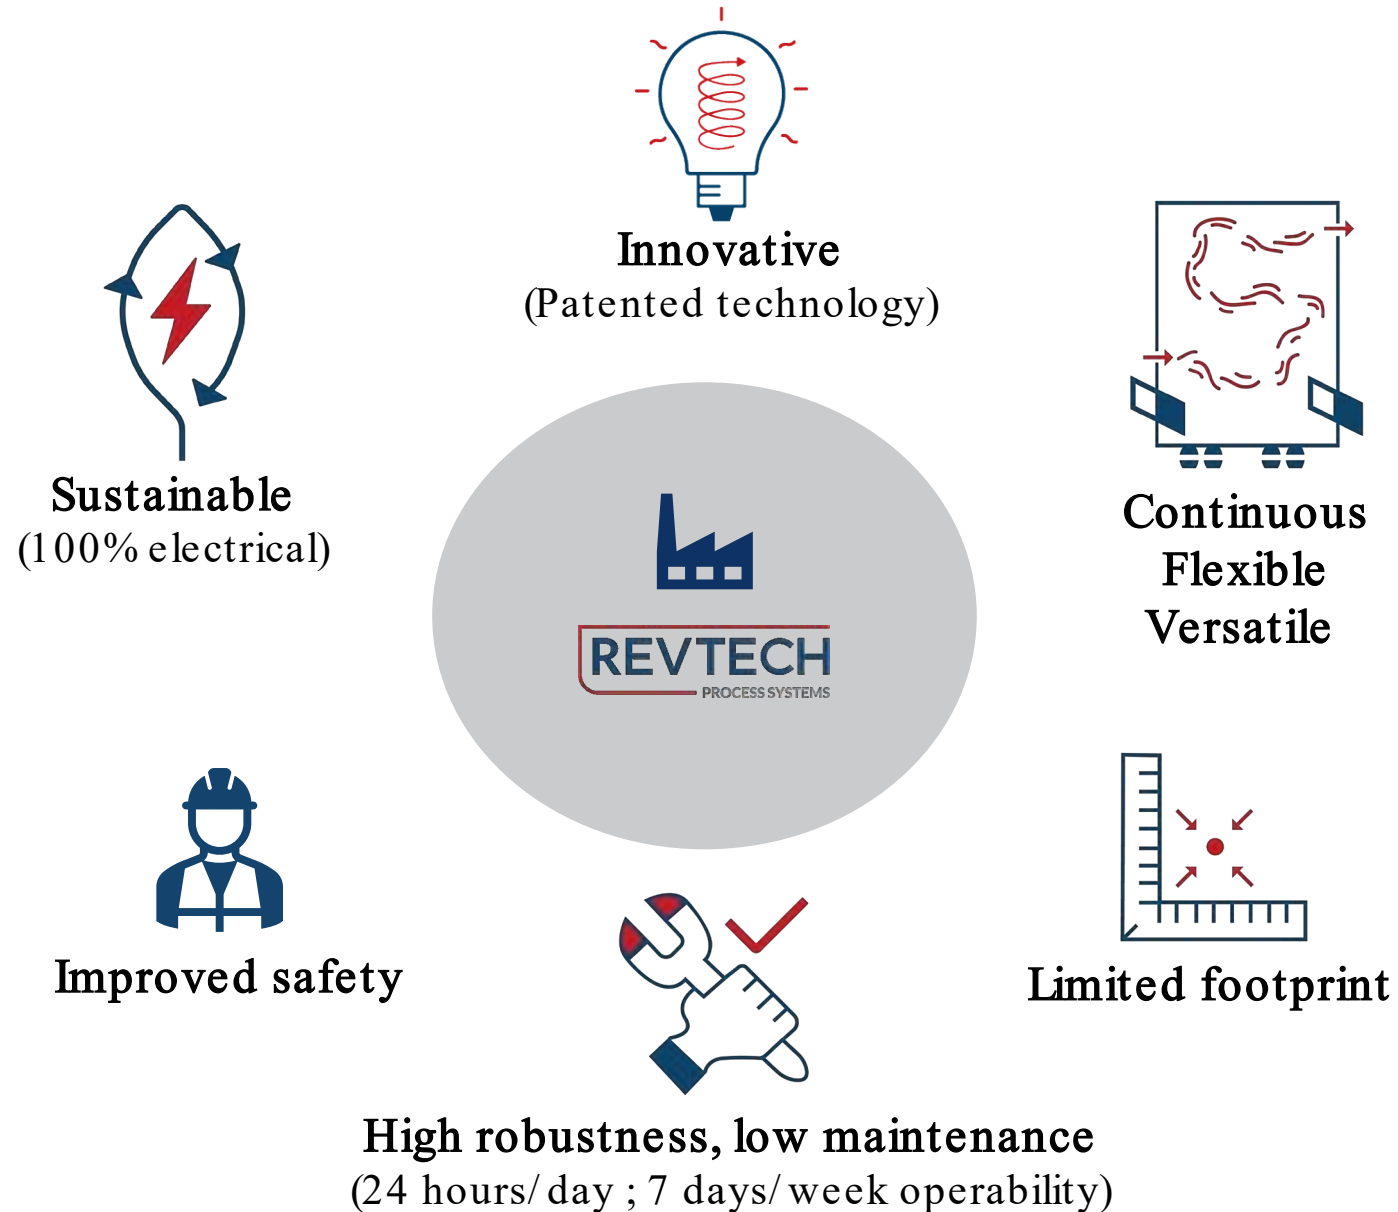 Innovative
(Patented technology)
Sustainable
(100% electrical)
Continuous
Flexible
Versatile
REVTECH
PROCESS SYSTEMS
Improved safety
Limited footprint
High robustness, low maintenance
(24 hours/day ; 7 days/week operability)